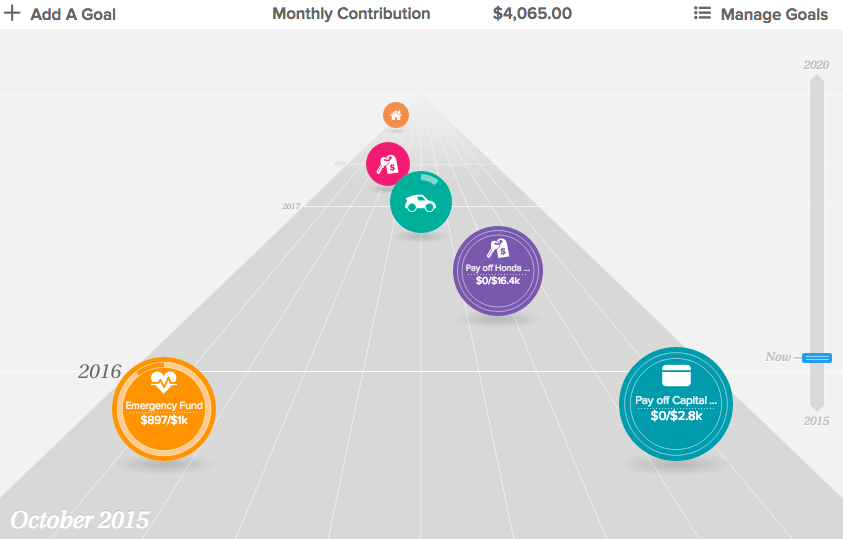 Add A Goal
Monthly Contribution
$4,065.00
Manage Goals
2020
2017
Pay off Honda ...
$0/$16.4k
Now
2016
Emergency Fund
$897/$1k
Pay off Capital ...
$0/$2.8k
2015
October 2015